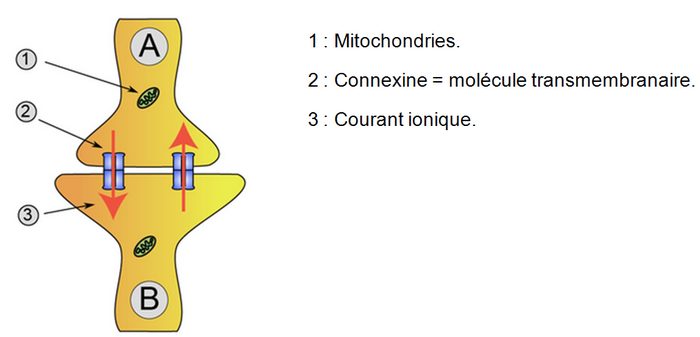 A
1
2
3
B
1 : Mitochondries.
2 : Connexine = molécule transmembranaire.
3 : Courant ionique.